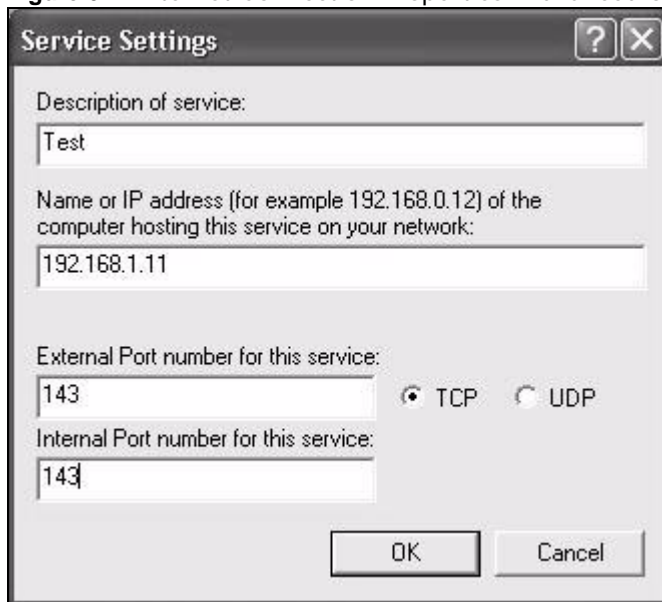 Service Settings
Description of service:
Test
Name or IP address (for example 192.168.0.12) of the
computer hosting this service on your network:
192.168.1.11
External Port number for this service:
143
TCP
UDP
Internal Port number for this service:
143
OK
Cancel